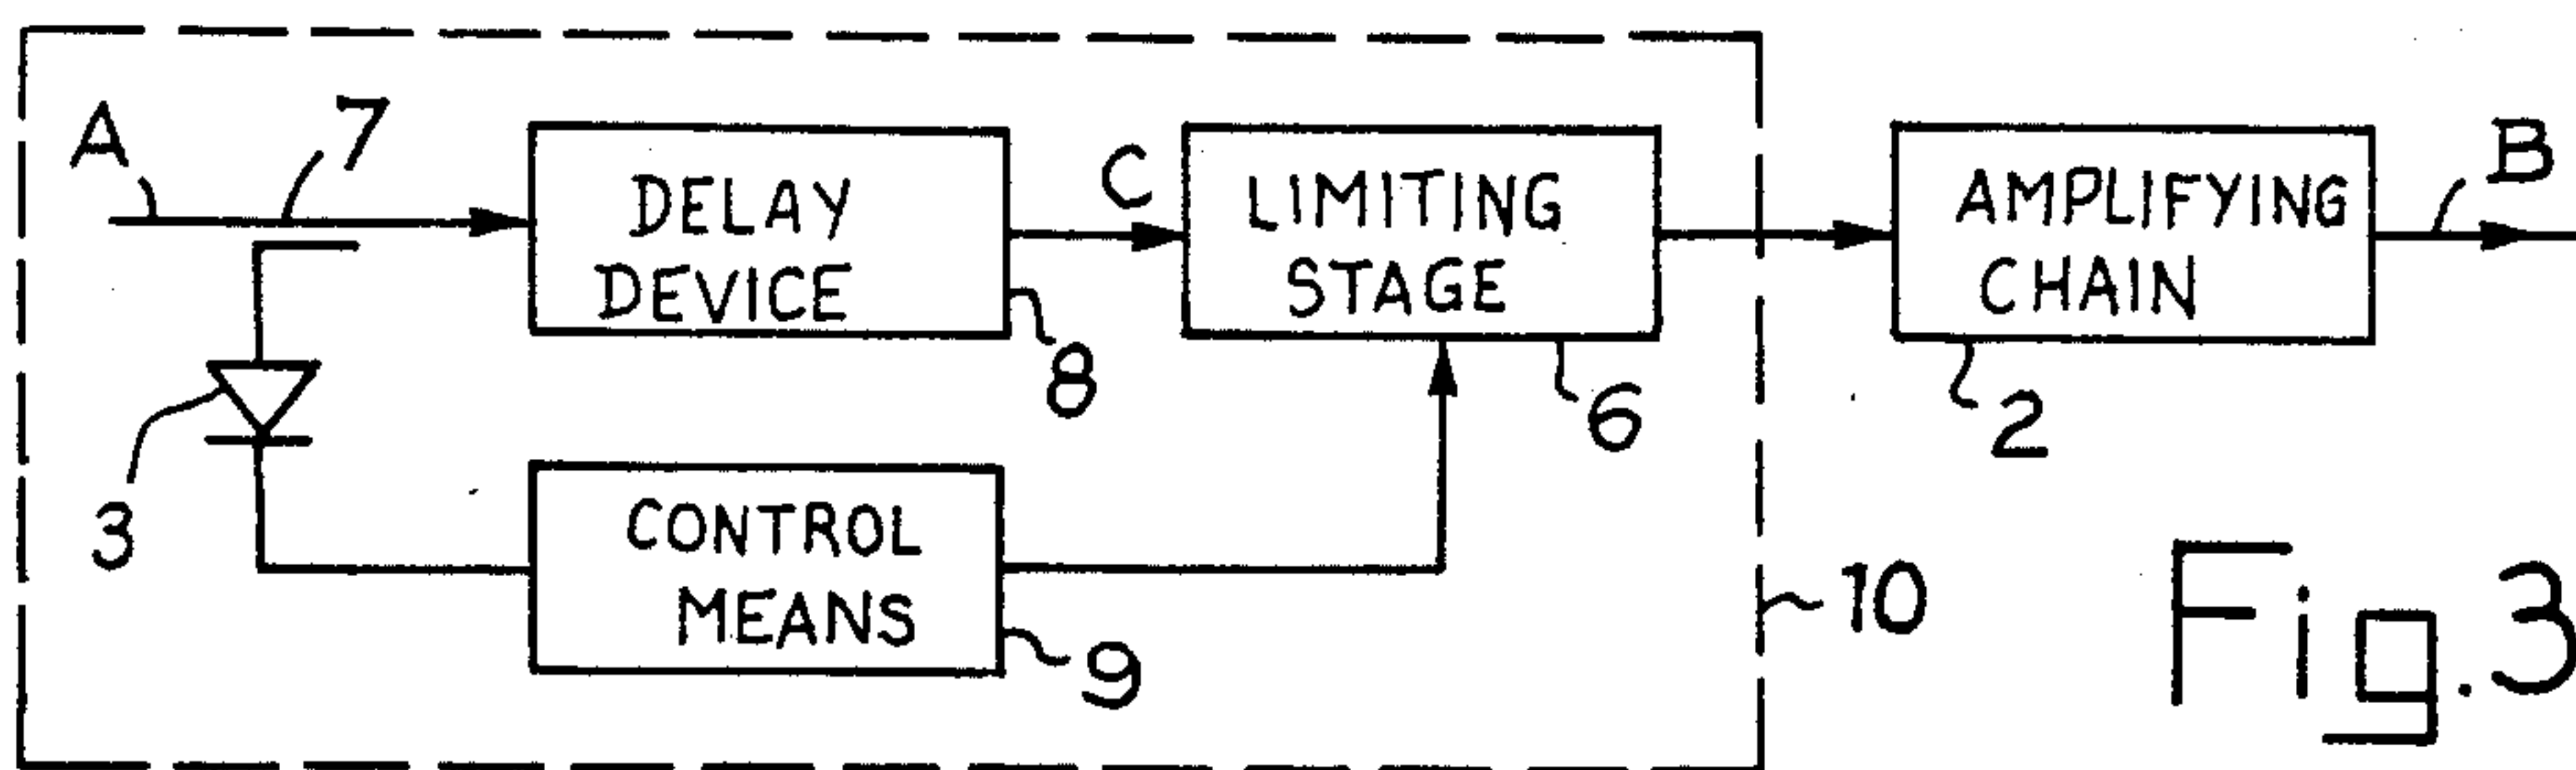 A
7
DELAY
DEVICE
8
C
LIMITING
STAGE
6
AMPLIFYING
CHAIN
2
B
3
CONTROL
MEANS
9
10
Fig.3